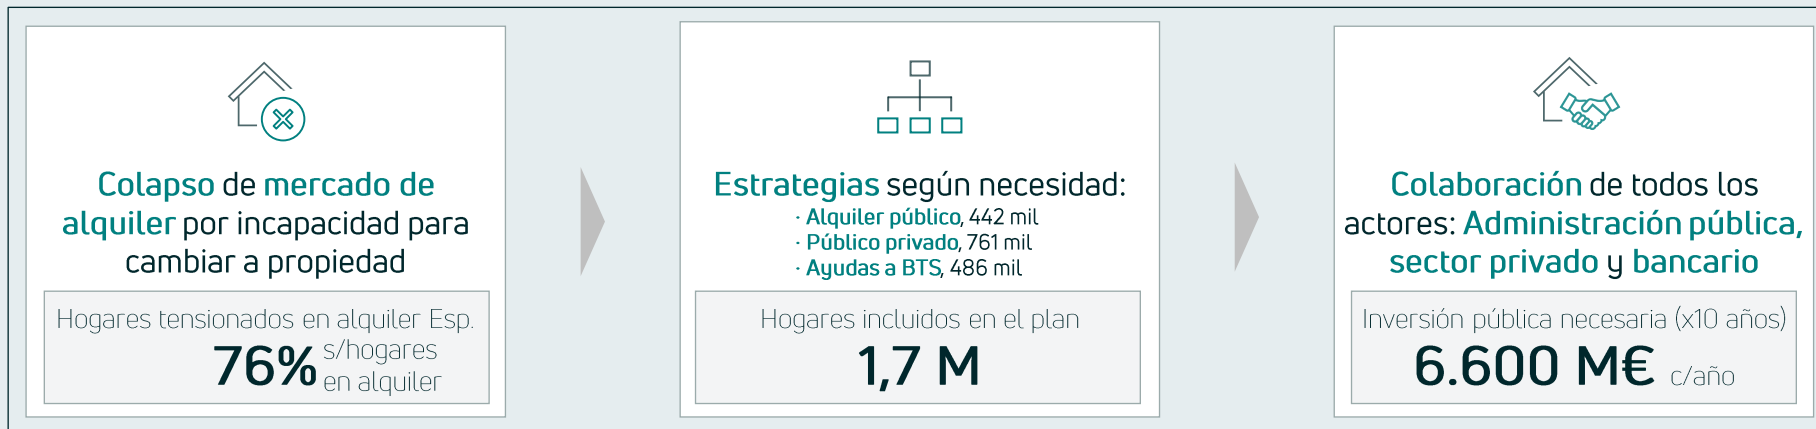 Colapso de mercado de
alquiler por incapacidad para
cambiar a propiedad
Hogares tensionados en alquiler Esp.
76% s/hogares
en alquiler
Estrategias según necesidad:
· Alquiler público, 442 mil
· Público privado, 761 mil
· Ayudas a BTS, 486 mil
Hogares incluidos en el plan
1,7 M
Colaboración de todos los
actores: Administración pública,
sector privado y bancario
Inversión pública necesaria (x10 años)
6.600 M€ c/año